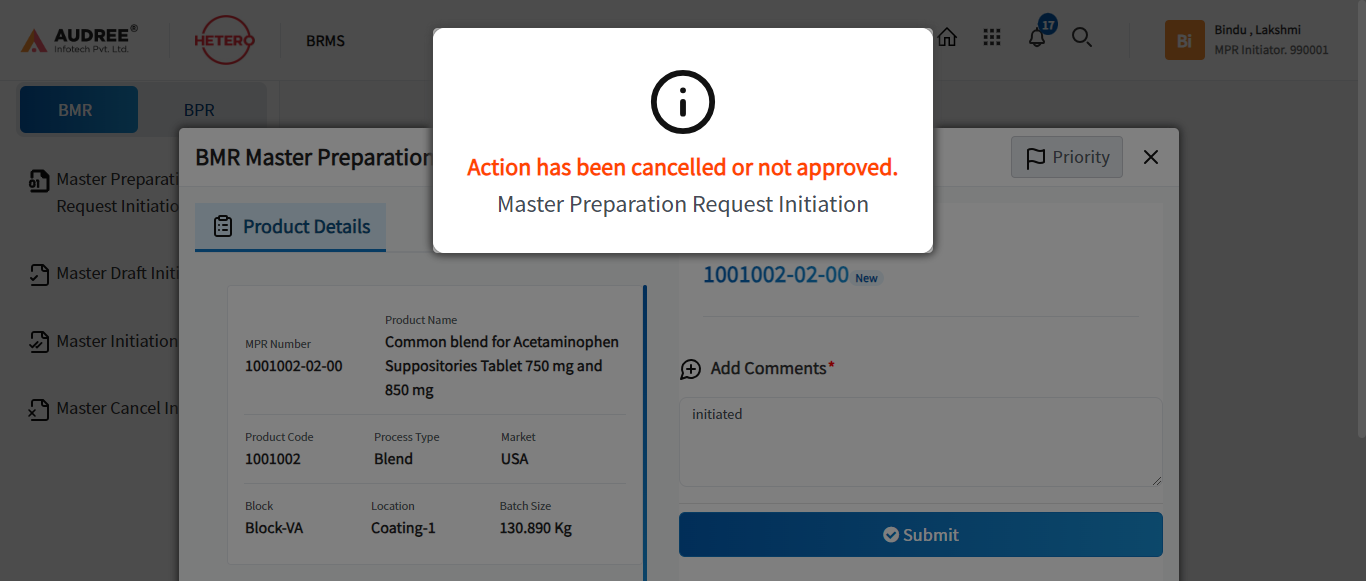 AUDREE®
Infotech Pvt. Ltd.
HETERO
BRMS
17
Bi
Bindu , Lakshmi
MPR Initiator. 990001
BMR
BPR
Action has been cancelled or not approved.
Master Preparation Request Initiation
BMR Master Preparation
Priority
Master Preparati
Request Initiatio
Master Draft Initi
Master Initiation
Master Cancel In
Product Details
MPR Number
1001002-02-00
Product Name
Common blend for Acetaminophen
Suppositories Tablet 750 mg and
850 mg
Product Code
1001002
Process Type
Blend
Market
USA
Block
Block-VA
Location
Coating-1
Batch Size
130.890 Kg
1001002-02-00 New
Add Comments*
initiated
Submit